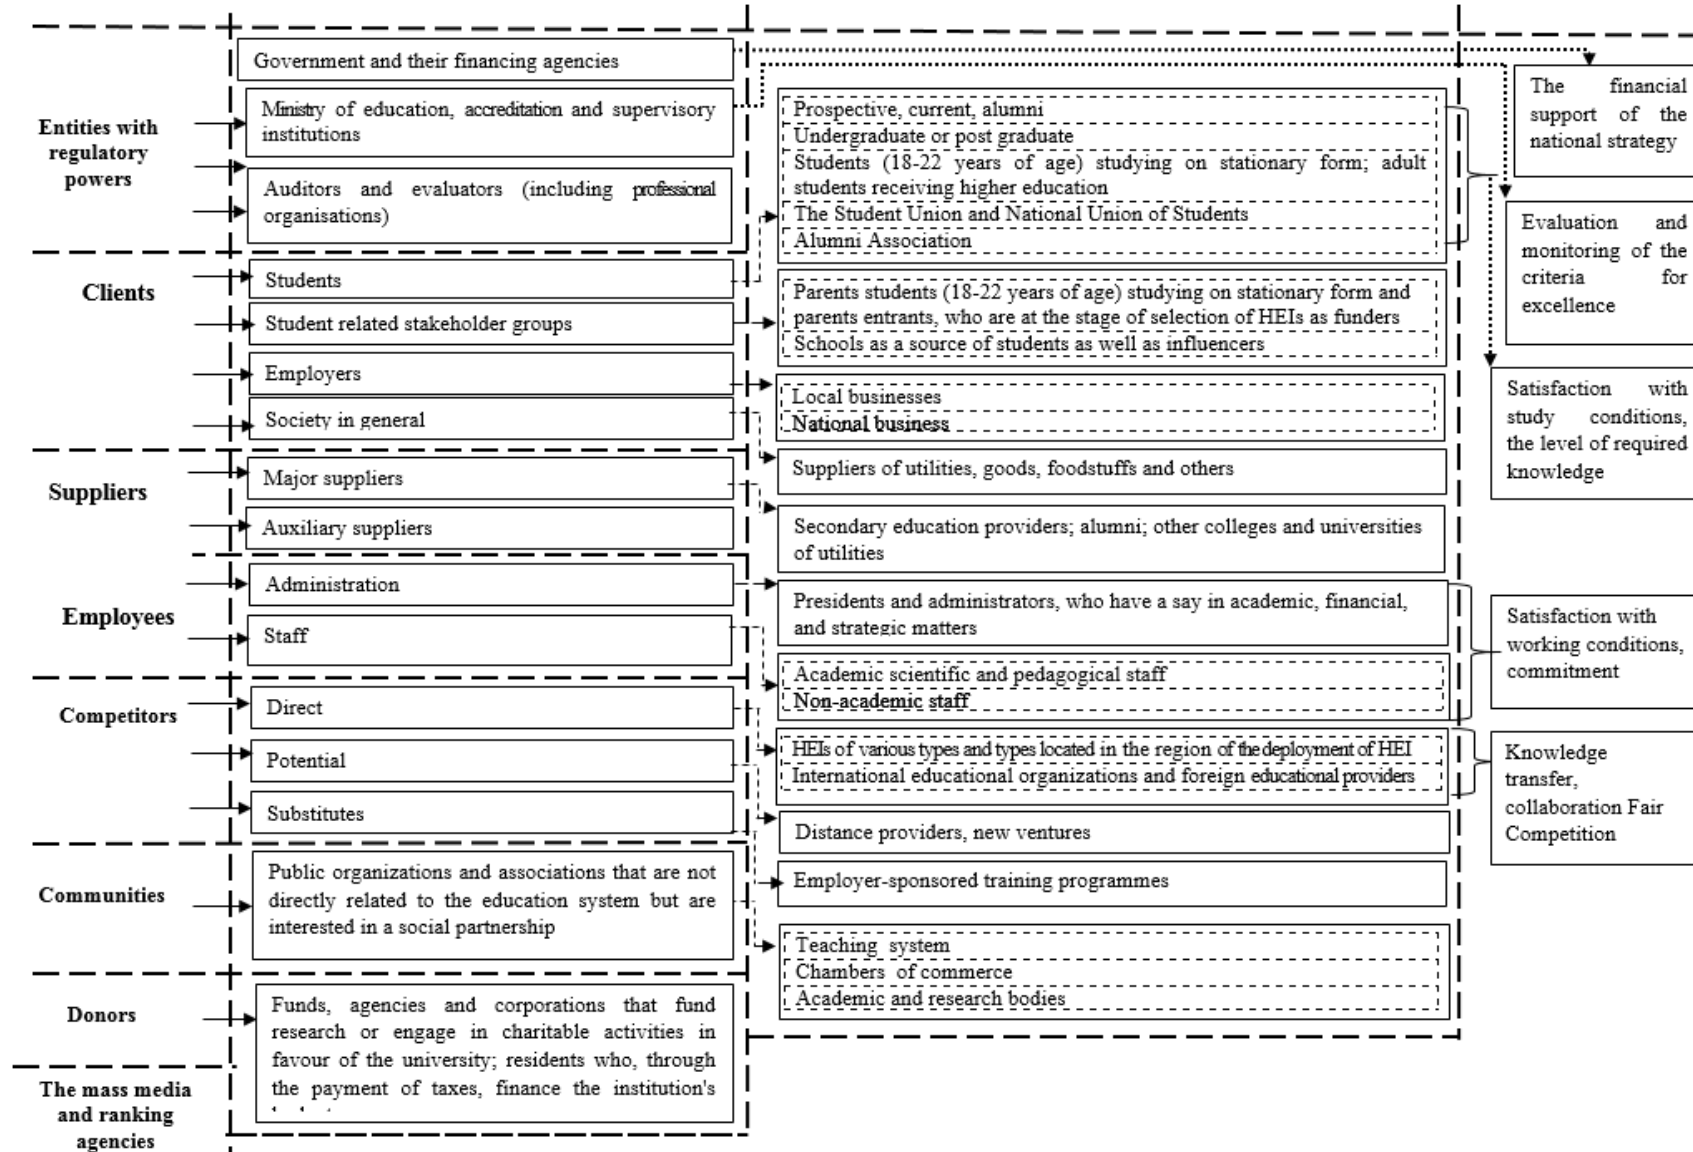 Entities with
regulatory
powers
Clients
Suppliers
Employees
Competitors
Communities
Donors
The mass media
and ranking
agencies
Government and their financing agencies
Ministry of education, accreditation and supervisory
institutions
Auditors and evaluators (including professional
organisations)
Students
Student related stakeholder groups
Employers
Society in general
Major suppliers
Auxiliary suppliers
Administration
Staff
Direct
Potential
Substitutes
Public organizations and associations that are not
directly related to the education system but are
interested in a social partnership
Funds, agencies and corporations that fund
research or engage in charitable activities in
favour of the university; residents who, through
the payment of taxes, finance the institution's
Prospective, current, alumni
Undergraduate or post graduate
Students (18-22 years of age) studying on stationary form; adult
students receiving higher education
The Student Union and National Union of Students
Alumni Association
Parents students (18-22 years of age) studying on stationary form and
parents entrants, who are at the stage of selection of HEIs as funders
Schools as a source of students as well as influencers
Local businesses
National business
Suppliers of utilities, goods, foodstuffs and others
Secondary education providers; alumni; other colleges and universities
of utilities
Presidents and administrators, who have a say in academic, financial,
and strategic matters
Academic scientific and pedagogical staff
Non-academic staff
HEIs of various types and types located in the region of the deployment of HEI
International educational organizations and foreign educational providers
Distance providers, new ventures
Employer-sponsored training programmes
Teaching system
Chambers of commerce
Academic and research bodies
The financial
support of the
national strategy
Evaluation and
monitoring of the
criteria for
excellence
Satisfaction with
study conditions,
the level of required
knowledge
Satisfaction with
working conditions,
commitment
Knowledge
transfer,
collaboration Fair
Competition